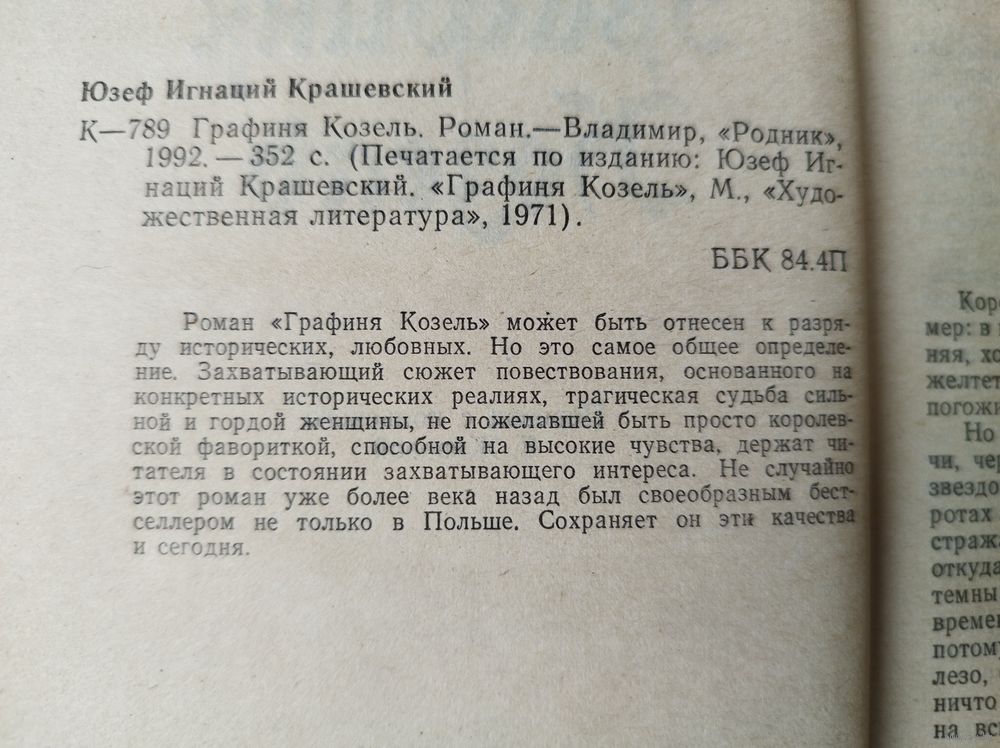 Юзеф Игнаций Крашевский
К—789 Графиня Козель. Роман.—Владимир, «Родник»,
1992. — 352 с. (Печатается по изданию: Юзеф Иг-
наций Крашевский. «Графиня Козель», М., «Худо-
жественная литература», 1971).
ББК 84.4П
Роман «Графиня Козель» может быть отнесен к разря-
ду исторических, любовных. Но это самое общее определе-
ние. Захватывающий сюжет повествования, основанного на
конкретных исторических реалиях, трагическая судьба силь-
ной и гордой женщины, не пожелавшей быть просто королев-
ской фавориткой, способной на высокие чувства, держат чи-
тателя в состоянии захватывающего интереса. Не случайно
этот роман уже более века назад был своеобразным бест-
селлером не только в Польше. Сохраняет он эти качества
и сегодня.
Кор
мер: в
няя, хо
желтет
погожи
Но
чи, чер
звездо
ротах
стража
откуда
темны
времен
потому
лезо,
ничто
на вс